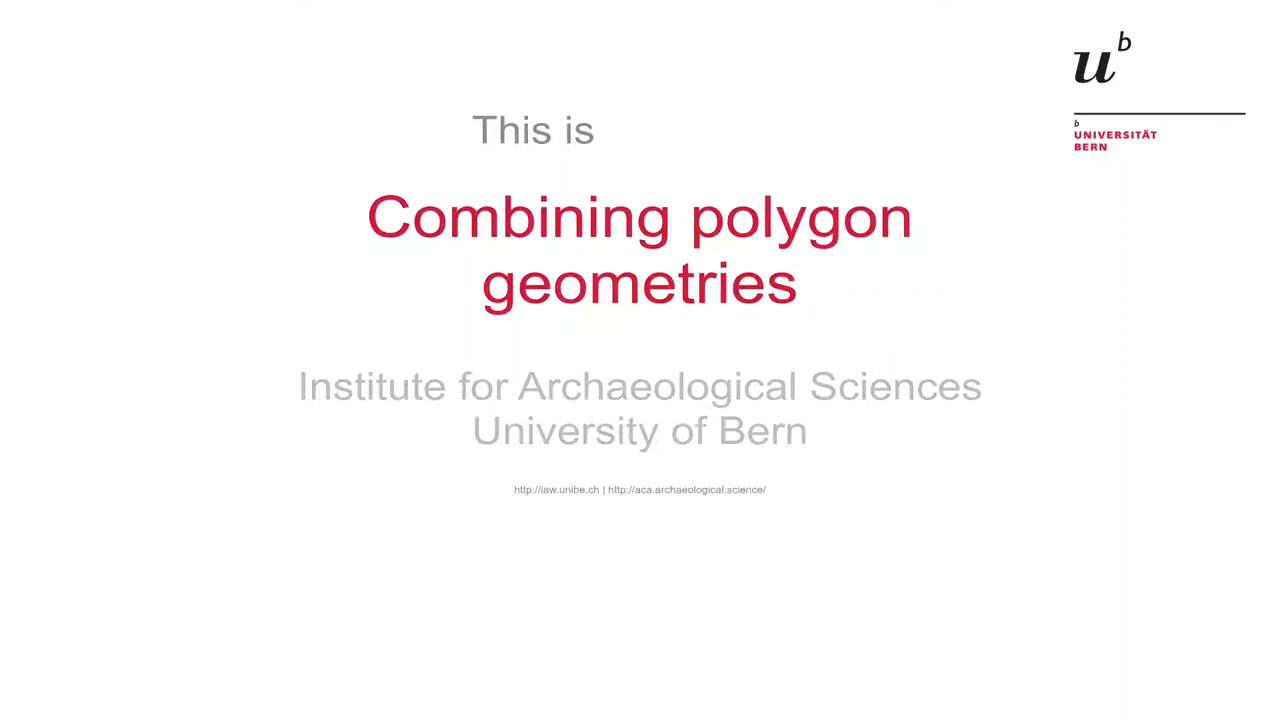 u b
b
UNIVERSITÄT
BERN
This is
Combining polygon
geometries
Institute for Archaeological Sciences
University of Bern
http://iaw.unibe.ch | http://aca.archaeological.science/